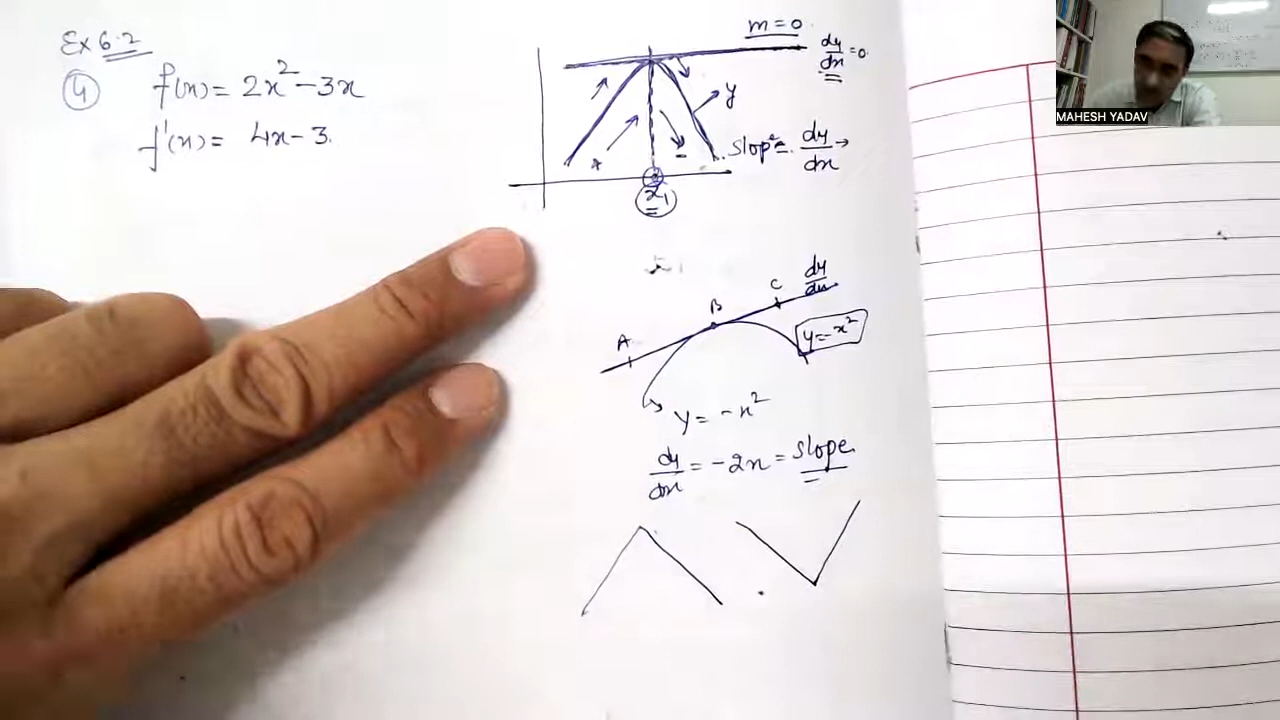 Ex 6.2
4 f(x) = 2x² - 3x
f'(x) = 4x - 3.
m = 0
dy/dx = 0
y
slope = dy/dx →
x₁
A B C dy/dx
y = -x²
y = -x²
dy/dx = -2x = slope
MAHESH YADAV